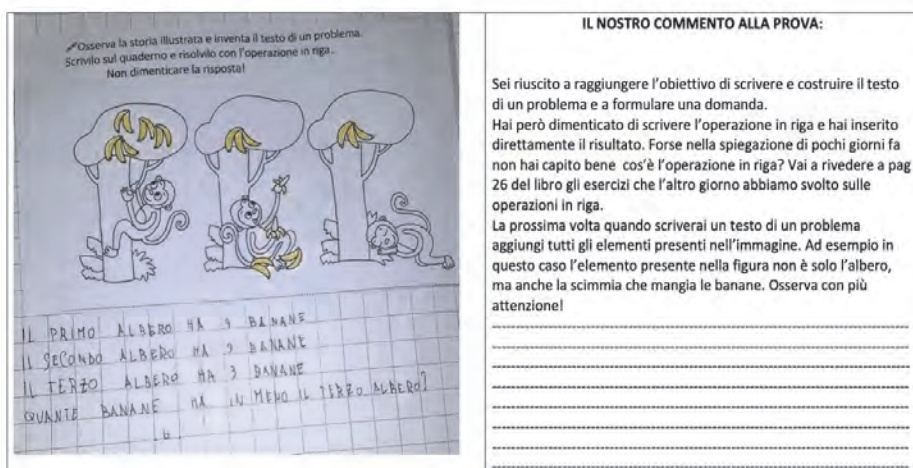 Osserva la storia illustrata e inventa il testo di un problema.
Scrivilo sul quaderno e risolvilo con l'operazione in riga.
Non dimenticare la risposta!
IL PRIMO ALBERO HA 9 BANANE
IL SECONDO ALBERO HA BANANE
IL TERZO ALBERO HA 3 BANANE
QUANTE BANANE HA IN MENO IL TERZO ALBERO?
6
IL NOSTRO COMMENTO ALLA PROVA:
Sei riuscito a raggiungere l'obiettivo di scrivere e costruire il testo
di un problema e a formulare una domanda.
Hai però dimenticato di scrivere l'operazione in riga e hai inserito
direttamente il risultato. Forse nella spiegazione di pochi giorni fa
non hai capito bene cos'è l'operazione in riga? Vai a rivedere a pag
26 del libro gli esercizi che l'altro giorno abbiamo svolto sulle
operazioni in riga.
La prossima volta quando scriverai un testo di un problema
aggiungi tutti gli elementi presenti nell'immagine. Ad esempio in
questo caso l'elemento presente nella figura non è solo l'albero,
ma anche la scimmia che mangia le banane. Osserva con più
attenzione!